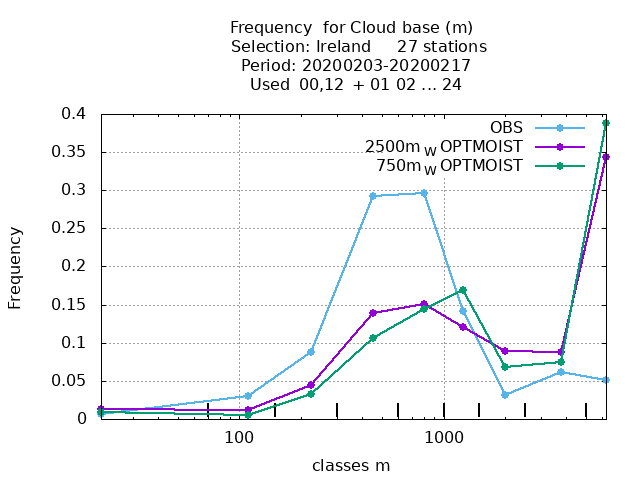 Frequency  for Cloud base (m)
Selection: Ireland     27 stations
Period: 20200203-20200217
Used  00,12  + 01 02 ... 24
OBS
2500m W OPTMOIST
750m W OPTMOIST
0.4
0.35
0.3
0.25
0.2
0.15
0.1
0.05
0
Frequency
100
1000
classes m